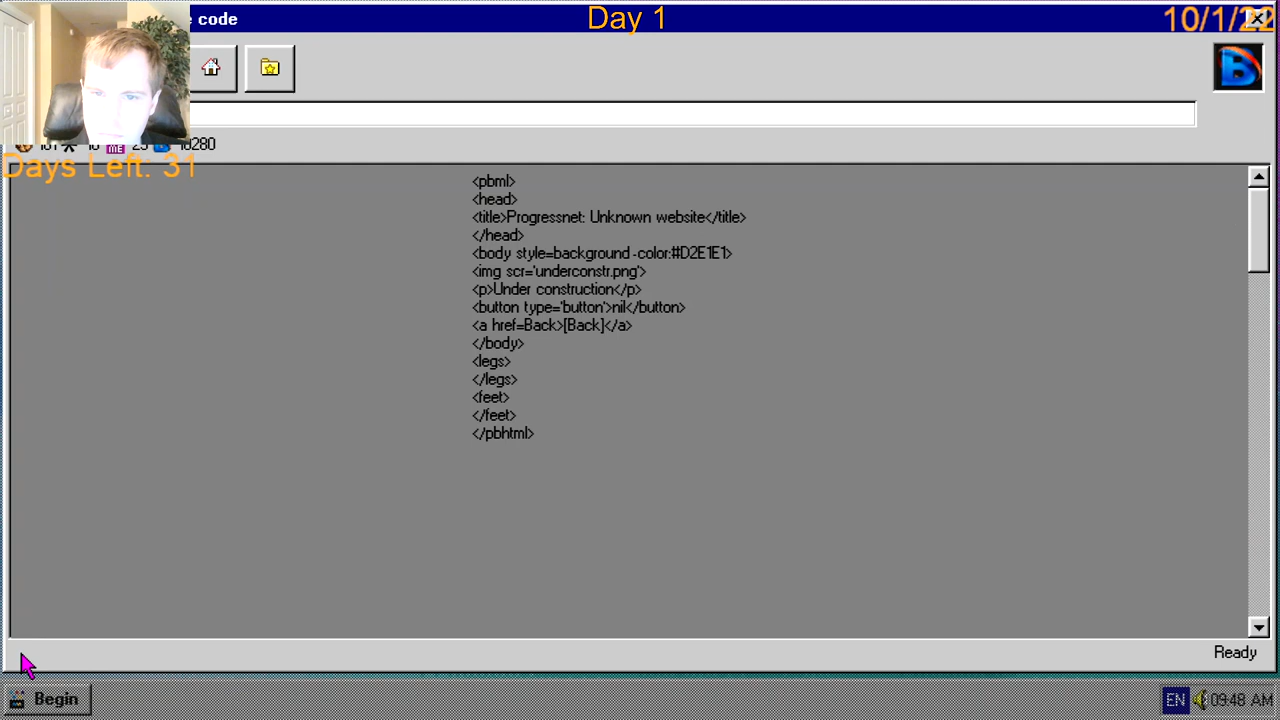 e code
Day 1
10/1/22
10280
Days Left: 31
<pbml>
<head>
<title>Progressnet: Unknown website</title>
</head>
<body style=background-color:#D2E1E1>
<img scr='underconstr.png'>
<p>Under construction</p>
<button type='button'>nil</button>
<a href=Back>[Back]</a>
</body>
<legs>
</legs>
<feet>
</feet>
</pbhtml>
Ready
Begin
EN 09:48 AM